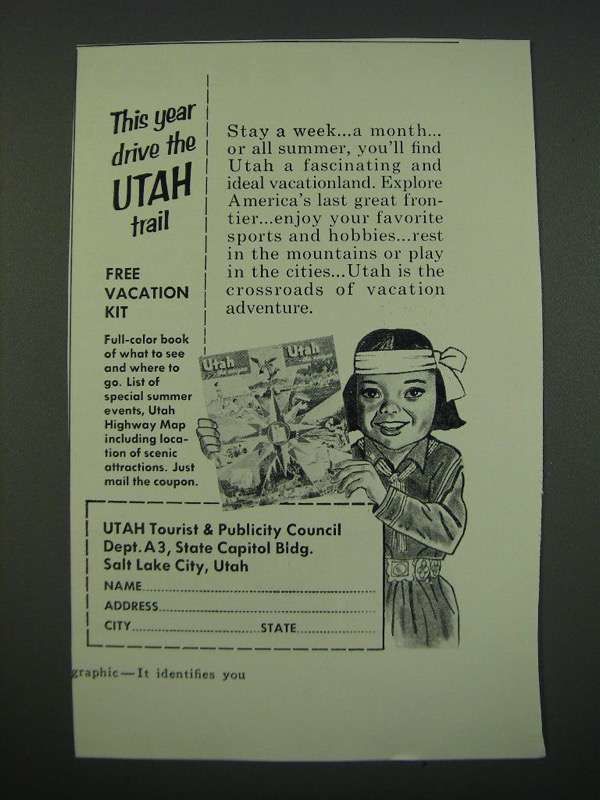 This year
drive the
UTAH
trail
FREE
VACATION
KIT
Full-color book
of what to see
and where to
go. List of
special summer
events, Utah
Highway Map
including loca-
tion of scenic
attractions. Just
mail the coupon.
Stay a week...a month...
or all summer, you'll find
Utah a fascinating and
ideal vacationland. Explore
America's last great fron-
tier...enjoy your favorite
sports and hobbies...rest
in the mountains or play
in the cities...Utah is the
crossroads of vacation
adventure.
Utah
Utah
UTAH Tourist & Publicity Council
Dept. A3, State Capitol Bldg.
Salt Lake City, Utah
NAME
ADDRESS
CITY STATE
graphic—It identifies you